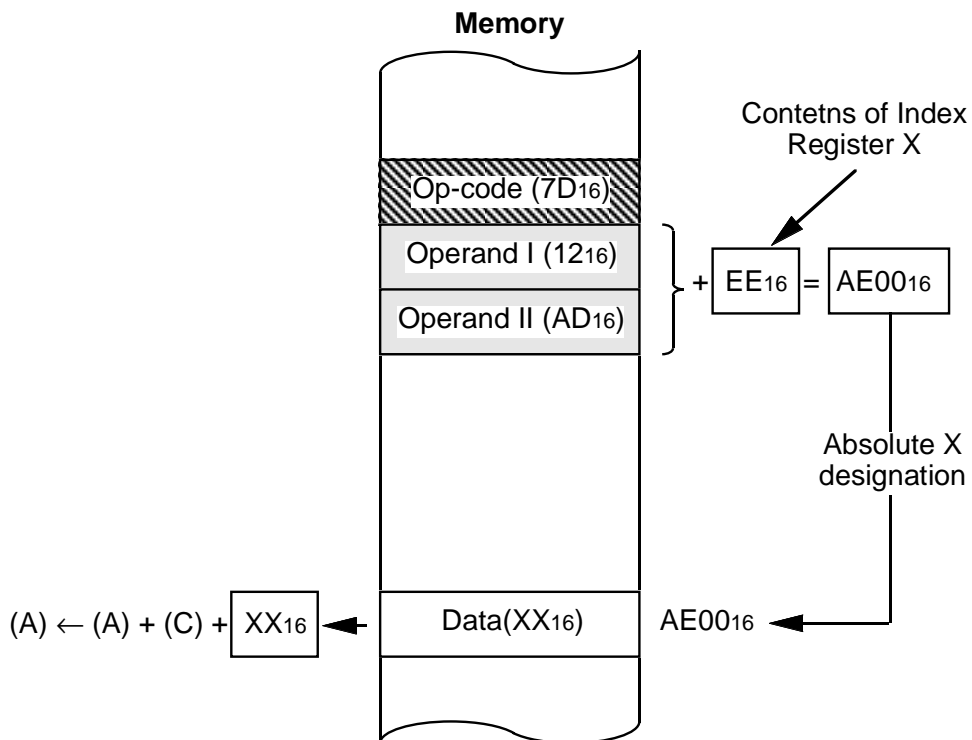 Memory
Contetns of Index
Register X
Op-code (7D16)
Operand I (1216)
+ EE16 = AE0016
Operand II (AD16)
Absolute X
designation
(A) ← (A) + (C) + XX16
Data(XX16)
AE0016